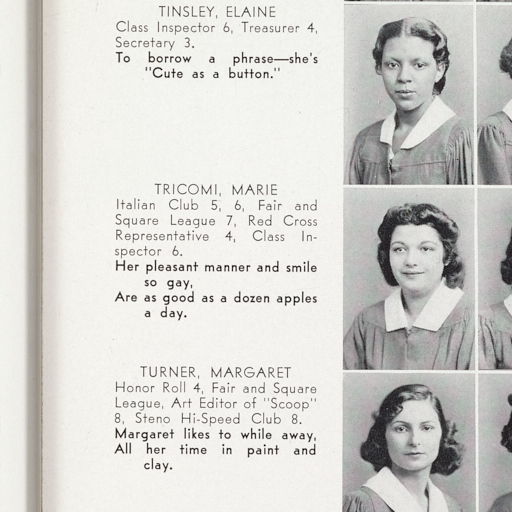 TINSLEY, ELAINE
Class Inspector 6, Treasurer 4,
Secretary 3.
To borrow a phrase—she's
"Cute as a button."
TRICOMI, MARIE
Italian Club 5, 6, Fair and
Square League 7, Red Cross
Representative 4, Class In-
spector 6.
Her pleasant manner and smile
so gay,
Are as good as a dozen apples
a day.
TURNER, MARGARET
Honor Roll 4, Fair and Square
League, Art Editor of "Scoop"
8, Steno Hi-Speed Club 8.
Margaret likes to while away,
All her time in paint and
clay.